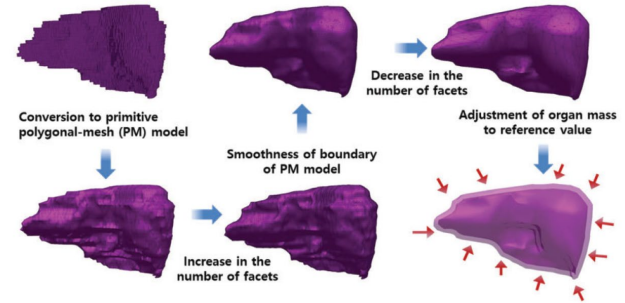 Conversion to primitive
polygonal-mesh (PM) model
Increase in the
number of facets
Smoothness of boundary
of PM model
Decrease in the
number of facets
Adjustment of organ mass
to reference value